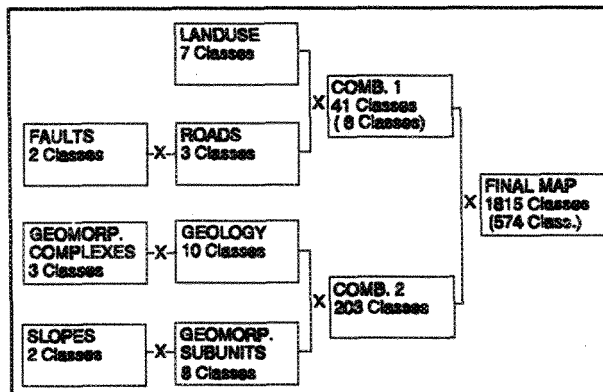 LANDUSE
7 Classes
COMB. 1
41 Classes
( 8 Classes)
X
FAULTS
2 Classes
X
ROADS
3 Classes
FINAL MAP
1815 Classes
(574 Class.)
X
GEOMORP.
COMPLEXES
3 Classes
X
GEOLOGY
10 Classes
X
COMB. 2
203 Classes
SLOPES
2 Classes
X
GEOMORP.
SUBUNITS
8 Classes